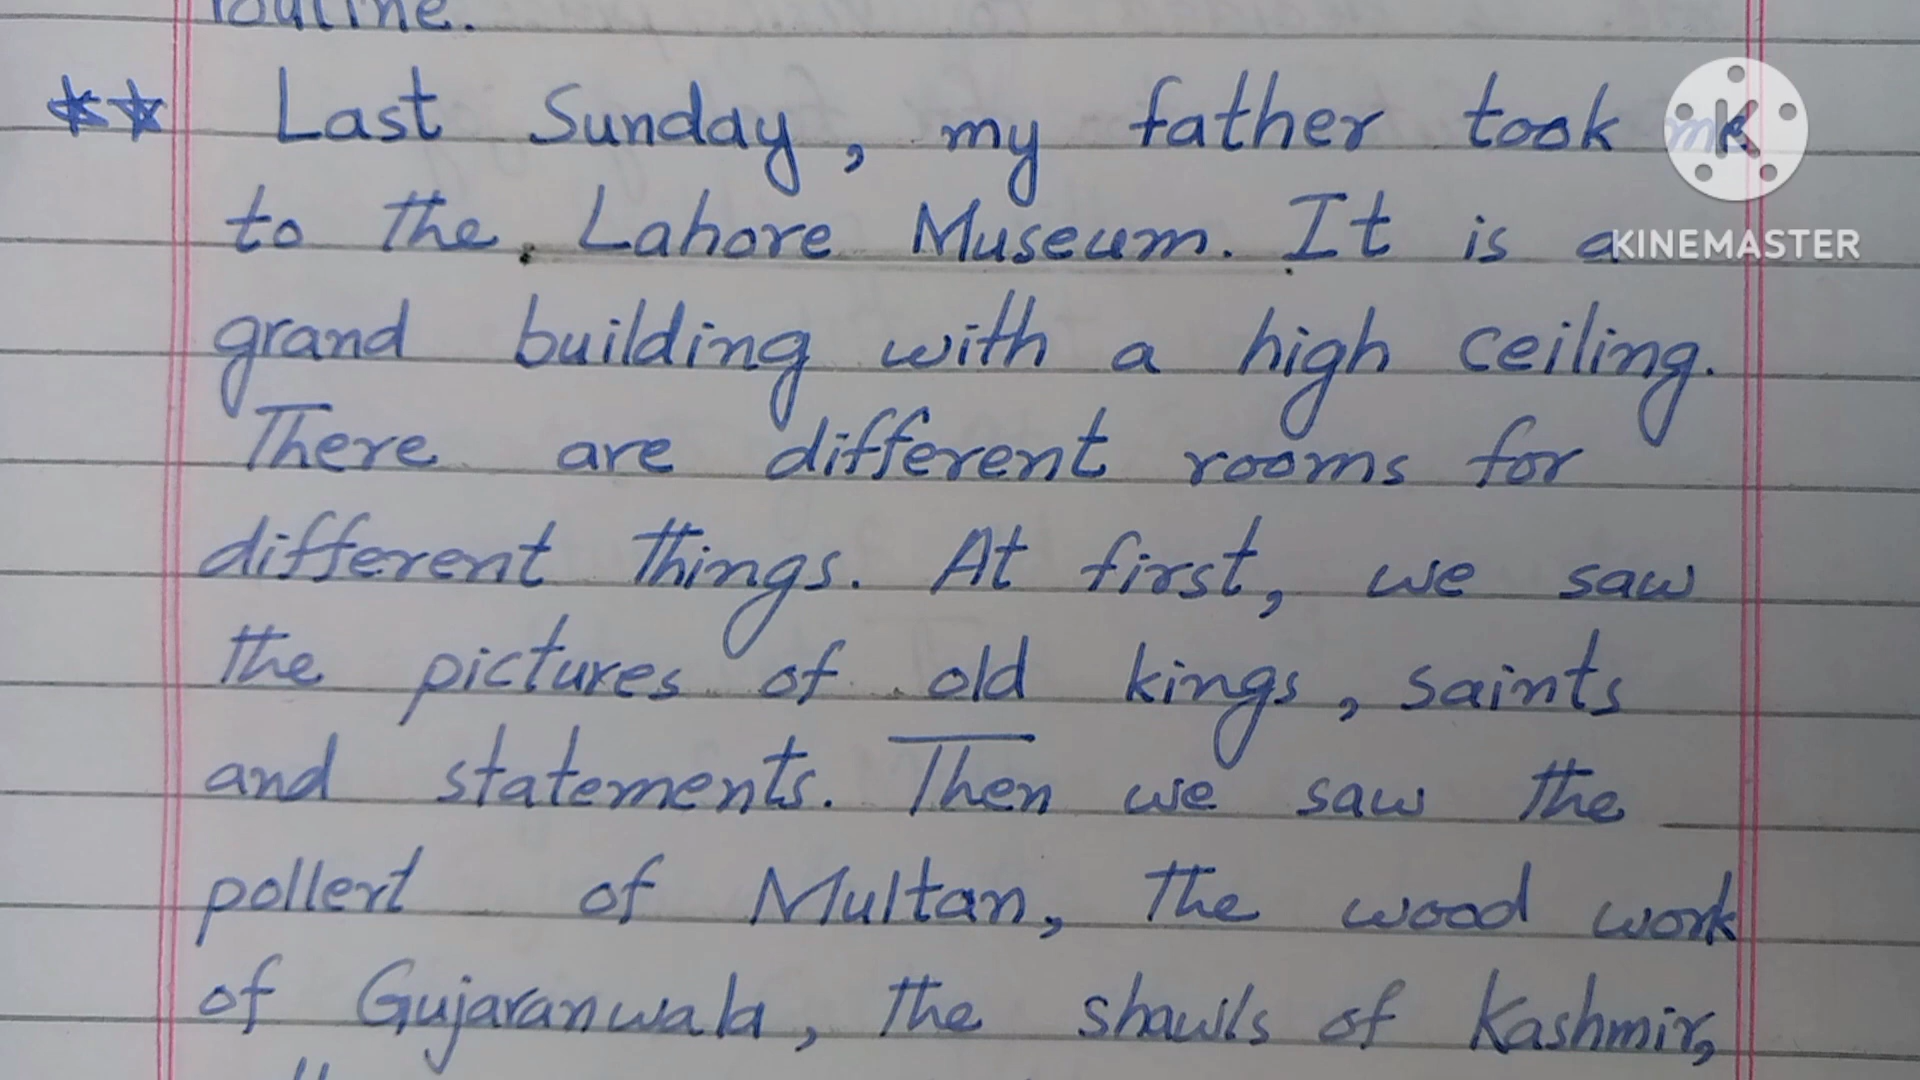 routine.
** Last Sunday, my father took me
to the Lahore Museum. It is a
grand building with a high ceiling.
There are different rooms for
different things. At first, we saw
the pictures of old kings, saints
and statements. Then we saw the
pollert of Multan, the wood work
of Gujaranwala, the shawls of Kashmir,
K
KINEMASTER